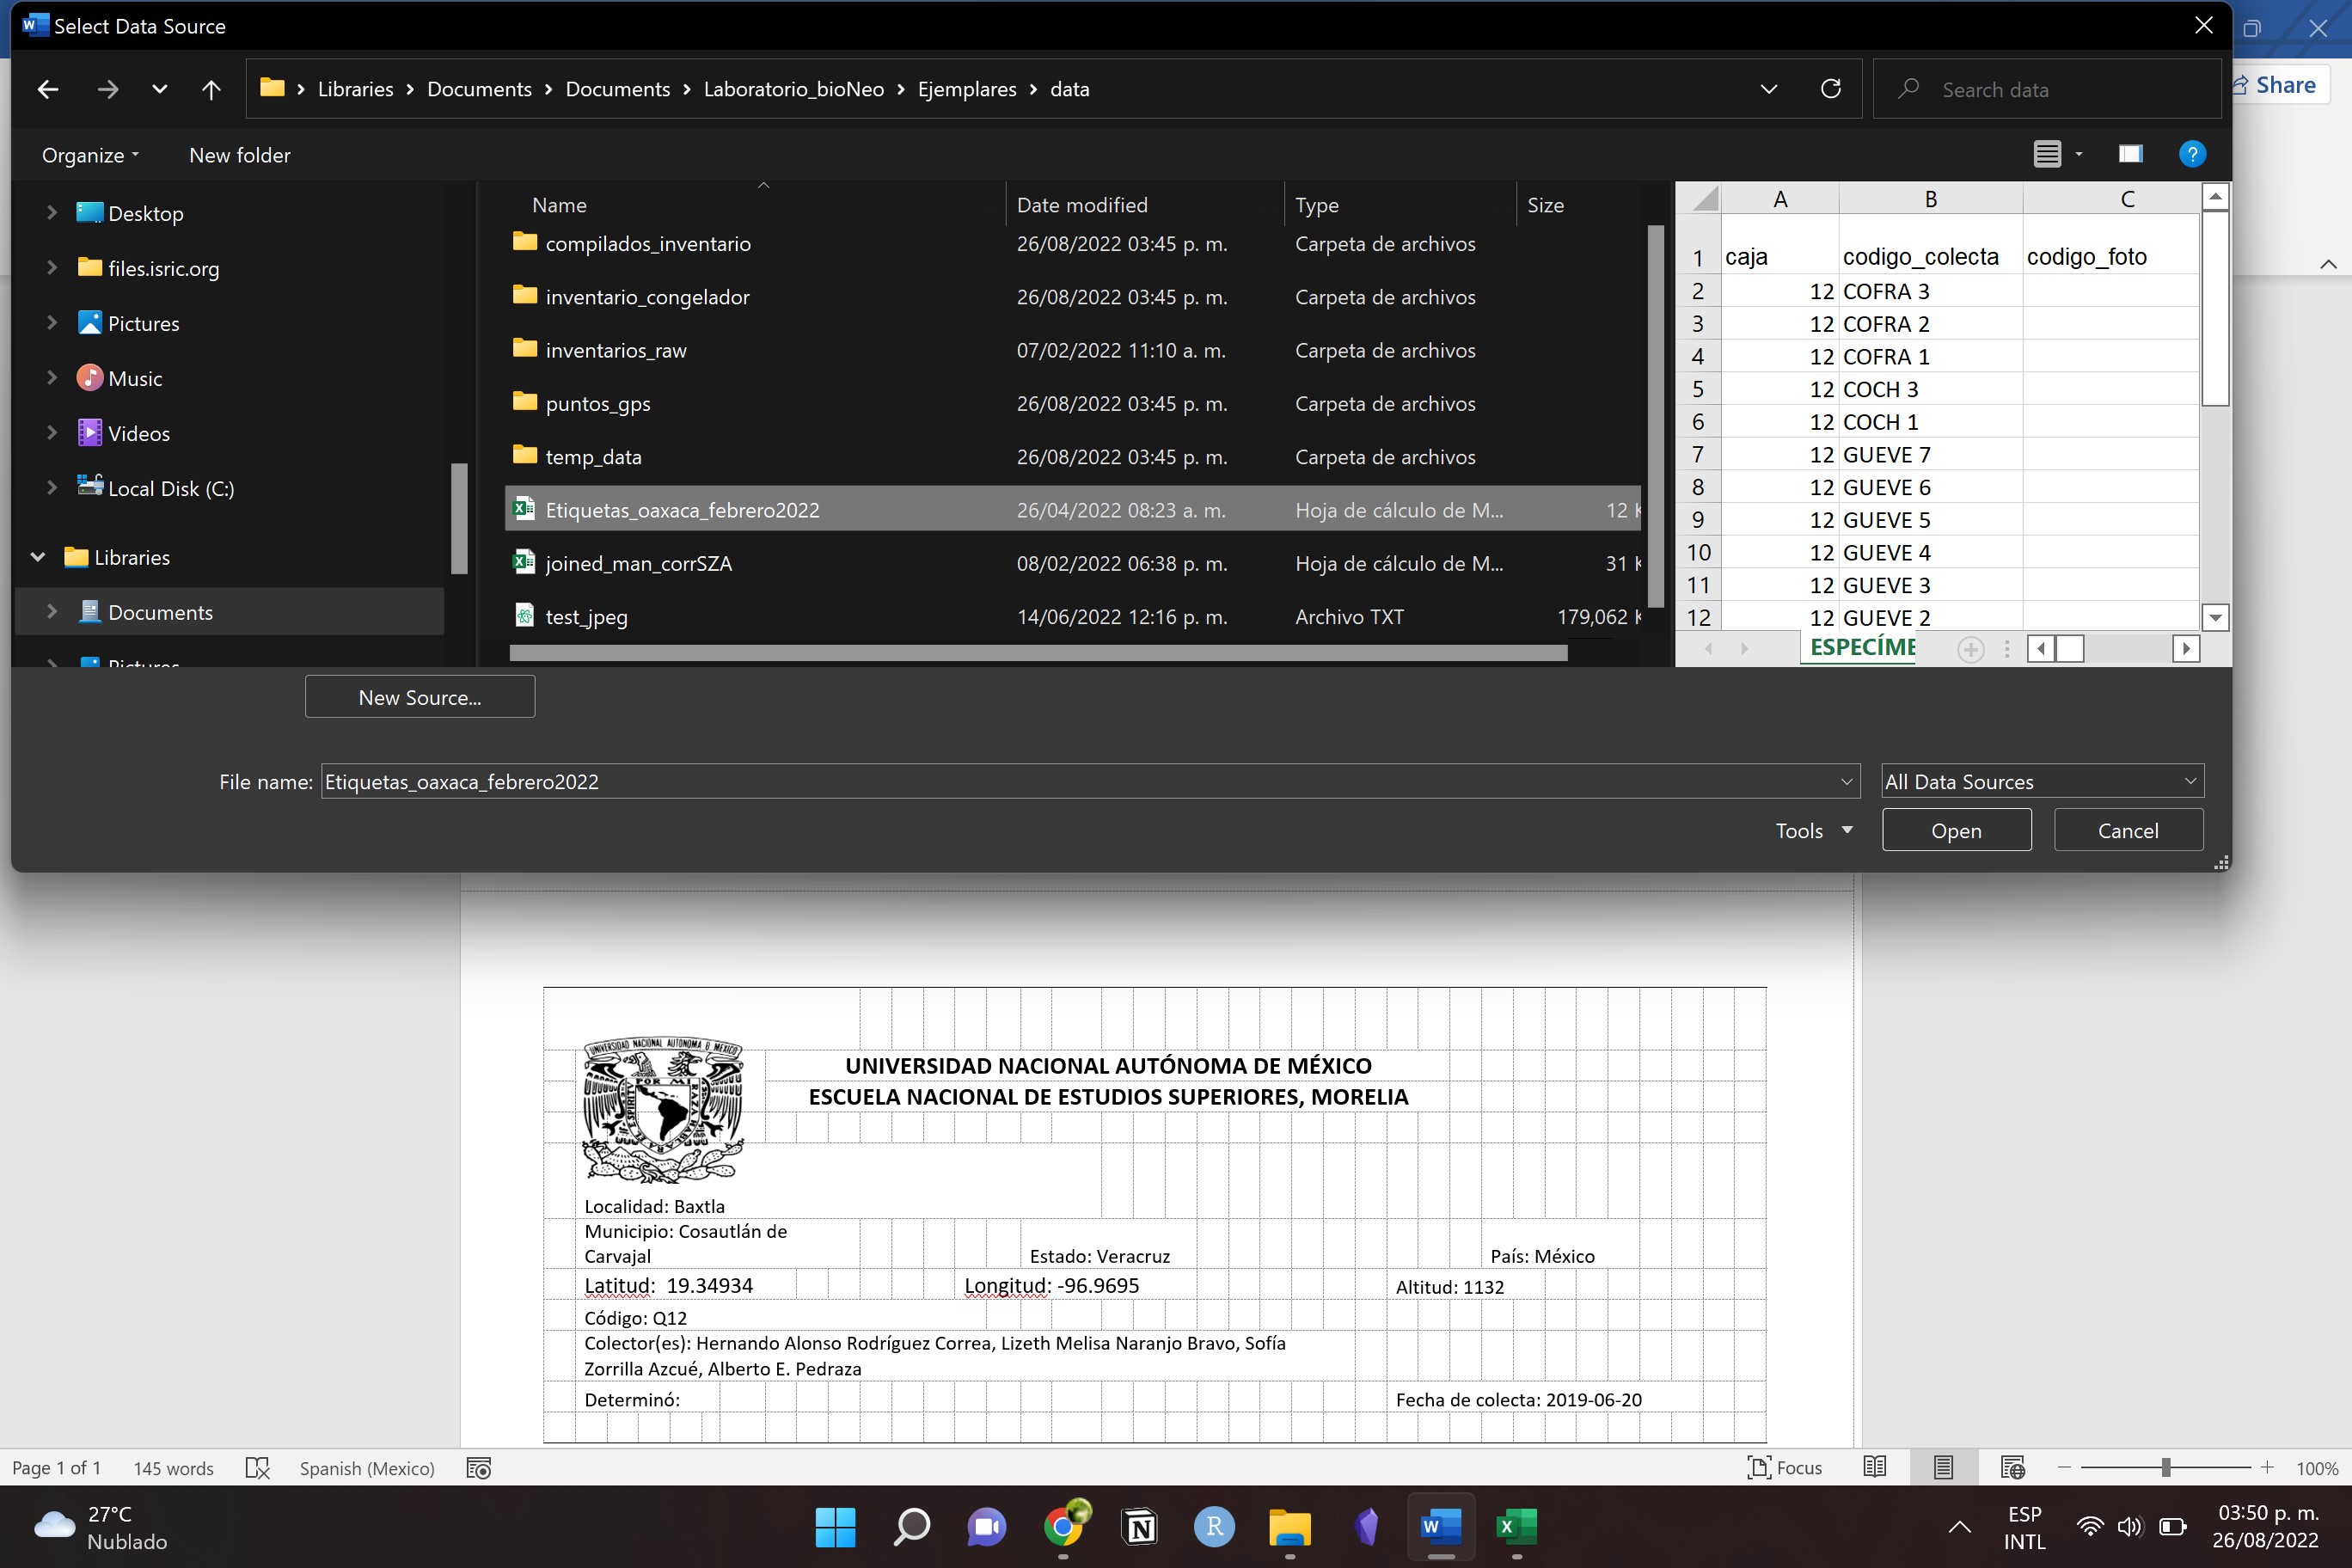 Select Data Source
Share
Libraries > Documents > Documents > Laboratorio_bioNeo > Ejemplares > data
Search data
Organize
New folder
Desktop
files.isric.org
Pictures
Music
Videos
Local Disk (C:)
Libraries
Documents
Pictures
Name Date modified Type Size
compilados_inventario 26/08/2022 03:45 p. m. Carpeta de archivos
inventario_congelador 26/08/2022 03:45 p. m. Carpeta de archivos
inventarios_raw 07/02/2022 11:10 a. m. Carpeta de archivos
puntos_gps 26/08/2022 03:45 p. m. Carpeta de archivos
temp_data 26/08/2022 03:45 p. m. Carpeta de archivos
Etiquetas_oaxaca_febrero2022 26/04/2022 08:23 a. m. Hoja de cálculo de M... 12 K
joined_man_corrSZA 08/02/2022 06:38 p. m. Hoja de cálculo de M... 31 K
test_jpeg 14/06/2022 12:16 p. m. Archivo TXT 179,062 K
A B C
1 caja codigo_colecta codigo_foto
2 12 COFRA 3
3 12 COFRA 2
4 12 COFRA 1
5 12 COCH 3
6 12 COCH 1
7 12 GUEVE 7
8 12 GUEVE 6
9 12 GUEVE 5
10 12 GUEVE 4
11 12 GUEVE 3
12 12 GUEVE 2
ESPECÍME
New Source...
File name: Etiquetas_oaxaca_febrero2022
All Data Sources
Tools
Open
Cancel
UNIVERSIDAD NACIONAL AUTÓNOMA DE MÉXICO
ESCUELA NACIONAL DE ESTUDIOS SUPERIORES, MORELIA
Localidad: Baxtla
Municipio: Cosautlán de
Carvajal Estado: Veracruz País: México
Latitud: 19.34934 Longitud: -96.9695 Altitud: 1132
Código: Q12
Colector(es): Hernando Alonso Rodríguez Correa, Lizeth Melisa Naranjo Bravo, Sofía
Zorrilla Azcué, Alberto E. Pedraza
Determinó: Fecha de colecta: 2019-06-20
Page 1 of 1 145 words Spanish (Mexico) Focus 100%
27°C
Nublado
ESP
INTL
03:50 p. m.
26/08/2022